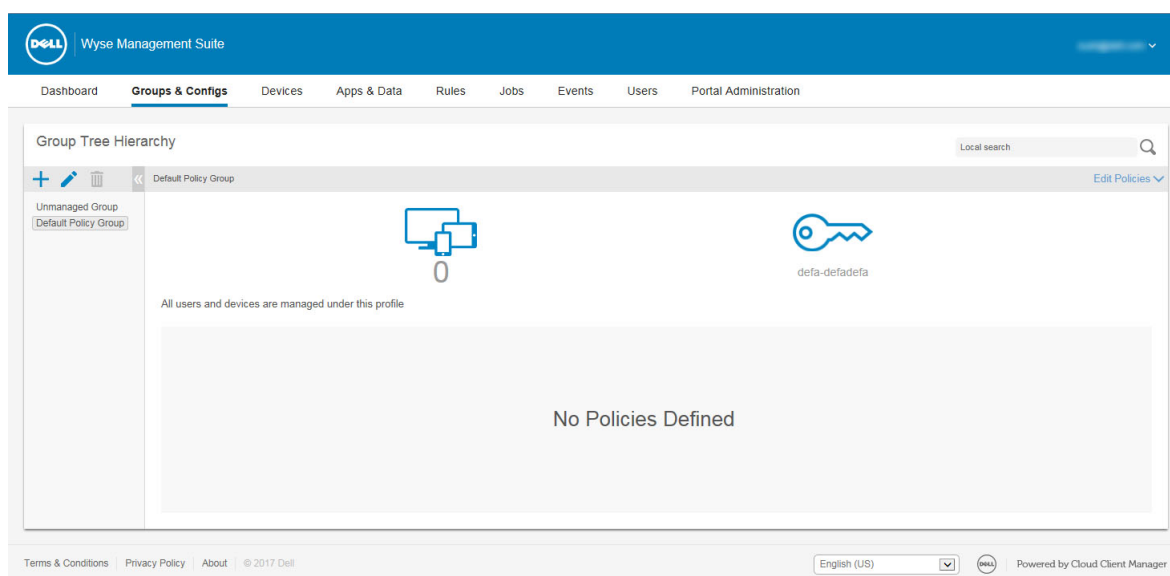 DELL Wyse Management Suite
Dashboard Groups & Configs Devices Apps & Data Rules Jobs Events Users Portal Administration
Group Tree Hierarchy
Local search
Default Policy Group
Edit Policies
Unmanaged Group
Default Policy Group
0
defa-defadefa
All users and devices are managed under this profile
No Policies Defined
Terms & Conditions Privacy Policy About © 2017 Dell
English (US)
DELL Powered by Cloud Client Manager